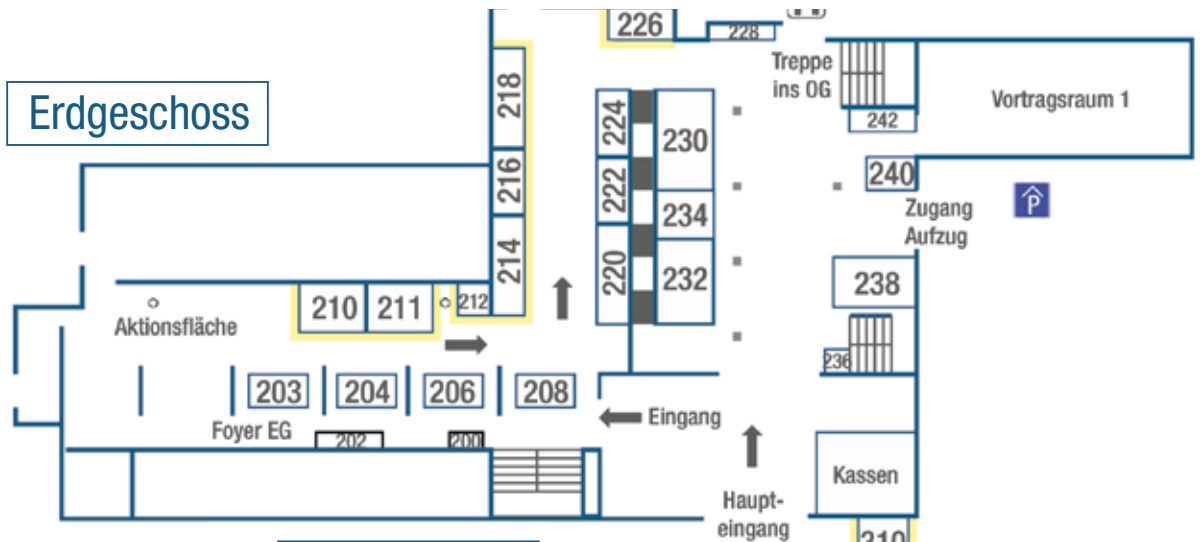 226
228
Treppe
ins OG
218
Erdgeschoss
Vortragsraum 1
224
242
230
216
222
240
P
234
Zugang
Aufzug
214
220
232
238
210
211
212
Aktionsfläche
236
203
204
206
208
Eingang
Foyer EG
202
200
Kassen
Haupt-
eingang
310